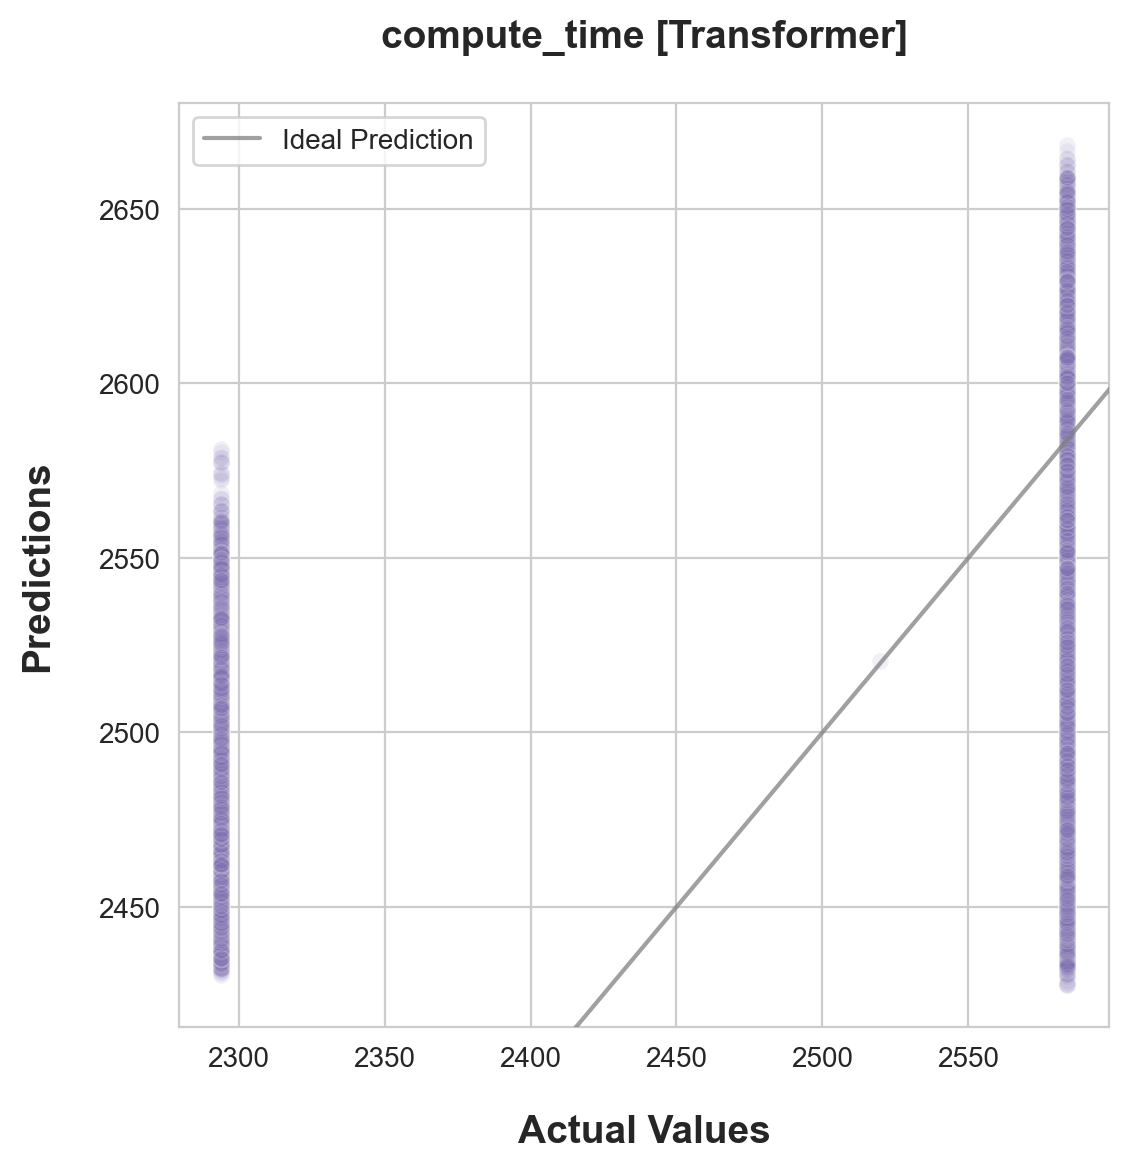 compute_time [Transformer]
Ideal Prediction
2650
2600
2550
2500
2450
Predictions
2300 2350 2400 2450 2500 2550
Actual Values